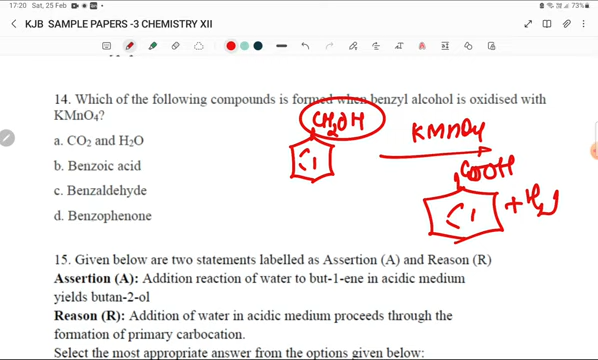 17:20 Sat, 25 Feb
73%
KJB SAMPLE PAPERS -3 CHEMISTRY XII
14. Which of the following compounds is formed when benzyl alcohol is oxidised with
KMnO4?
CH2OH
KMnO4
a. CO2 and H2O
COOH
b. Benzoic acid
c. Benzaldehyde
+ H2
d. Benzophenone
15. Given below are two statements labelled as Assertion (A) and Reason (R)
Assertion (A): Addition reaction of water to but-1-ene in acidic medium
yields butan-2-ol
Reason (R): Addition of water in acidic medium proceeds through the
formation of primary carbocation.
Select the most appropriate answer from the options given below: